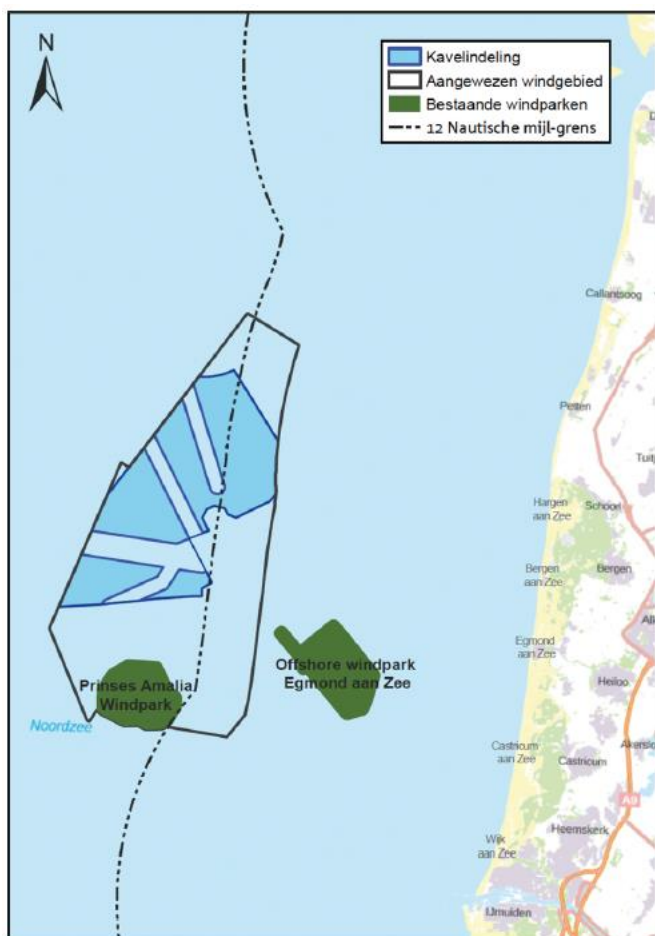 N
Kavelindeling
Aangewezen windgebied
Bestaande windparken
12 Nautische mijl-grens
Callantsoog
Petten
Hargen
aan Zee
Schoorl
Bergen
aan Zee
Bergen
Egmond
aan Zee
Offshore windpark
Egmond aan Zee
Prinses Amalia
Windpark
Heiloo
Noordzee
Castricum
aan Zee
Castricum
A9
Wijk
aan Zee
Heemskerk
IJmuiden